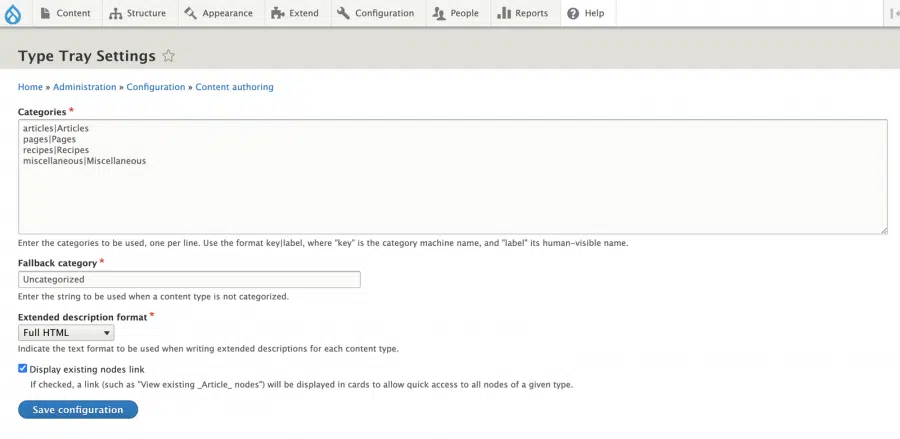 Content Structure Appearance Extend Configuration People Reports Help
Type Tray Settings
Home » Administration » Configuration » Content authoring
Categories *
articles|Articles
pages|Pages
recipes|Recipes
miscellaneous|Miscellaneous
Enter the categories to be used, one per line. Use the format key|label, where "key" is the category machine name, and "label" its human-visible name.
Fallback category *
Uncategorized
Enter the string to be used when a content type is not categorized.
Extended description format *
Full HTML
Indicate the text format to be used when writing extended descriptions for each content type.
Display existing nodes link
If checked, a link (such as "View existing _Article_ nodes") will be displayed in cards to allow quick access to all nodes of a given type.
Save configuration